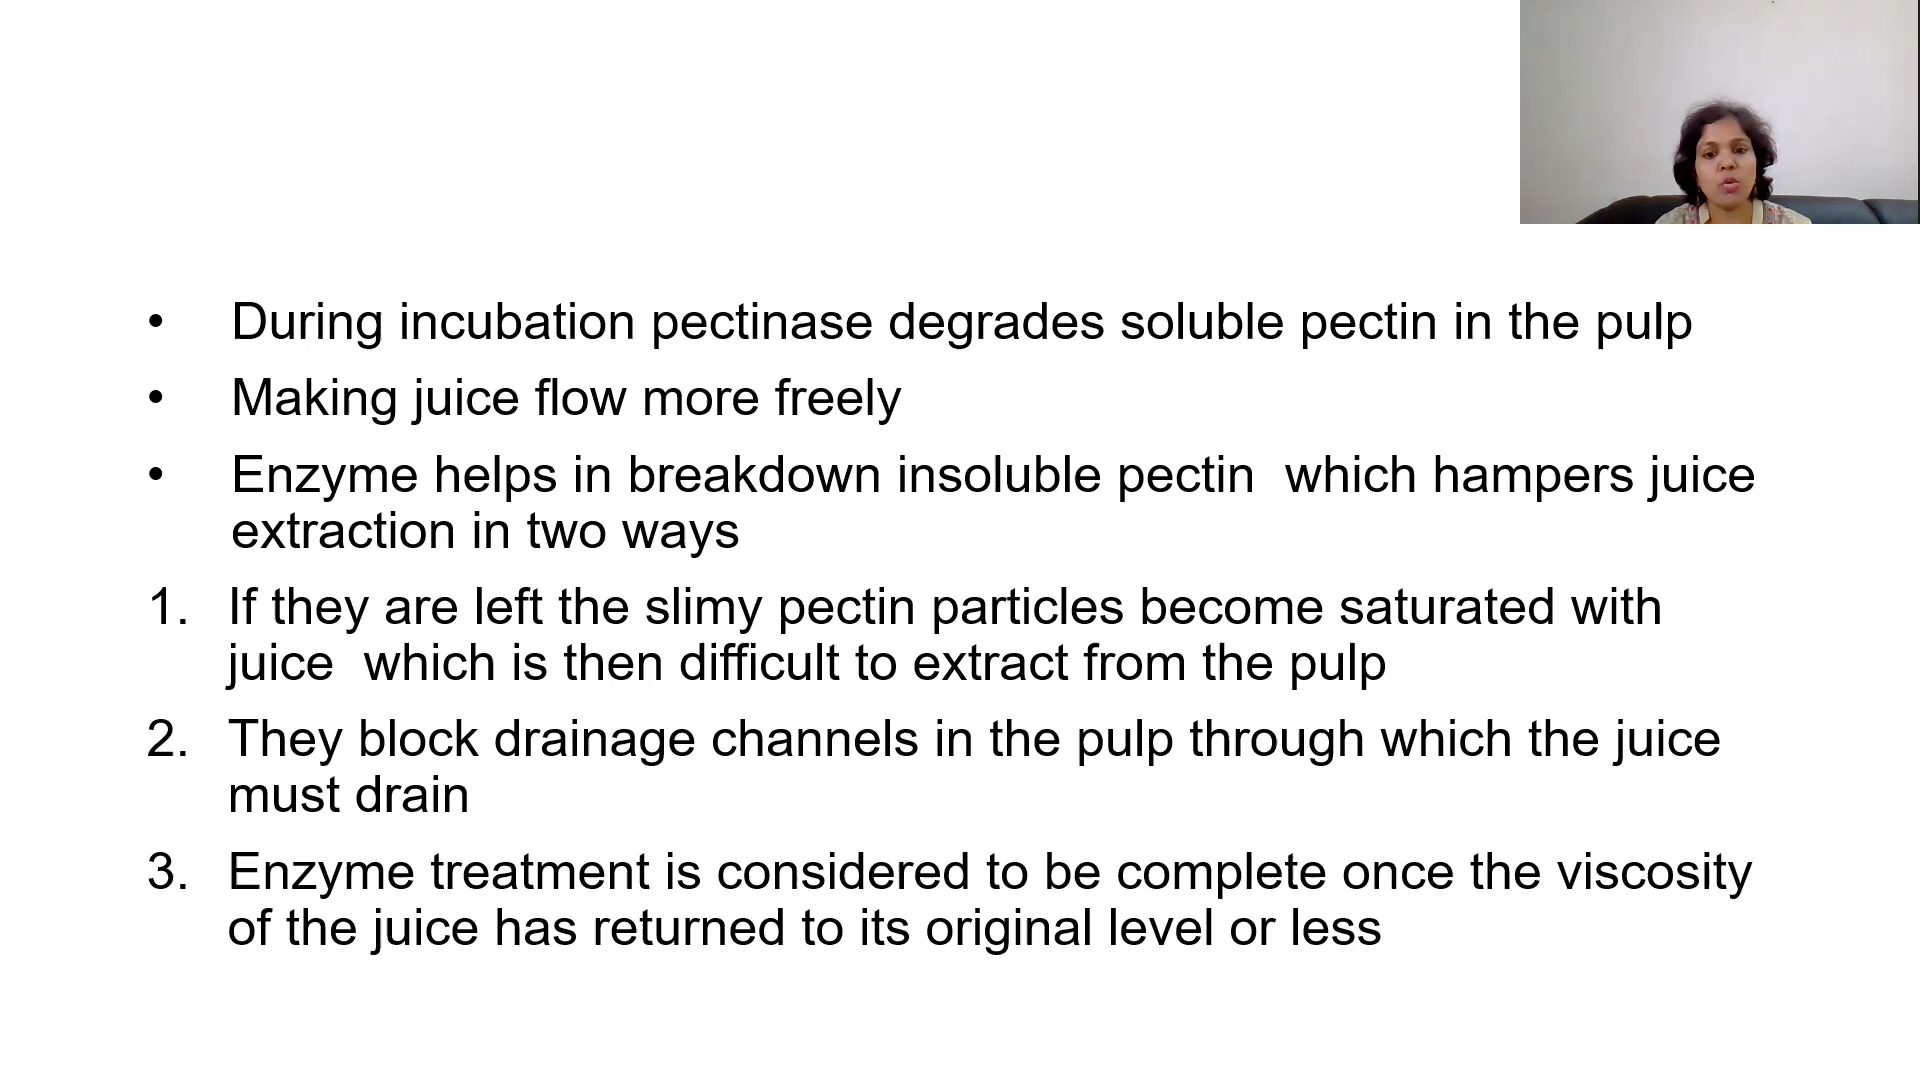 • During incubation pectinase degrades soluble pectin in the pulp
• Making juice flow more freely
• Enzyme helps in breakdown insoluble pectin  which hampers juice
extraction in two ways
1. If they are left the slimy pectin particles become saturated with
juice  which is then difficult to extract from the pulp
2. They block drainage channels in the pulp through which the juice
must drain
3. Enzyme treatment is considered to be complete once the viscosity
of the juice has returned to its original level or less